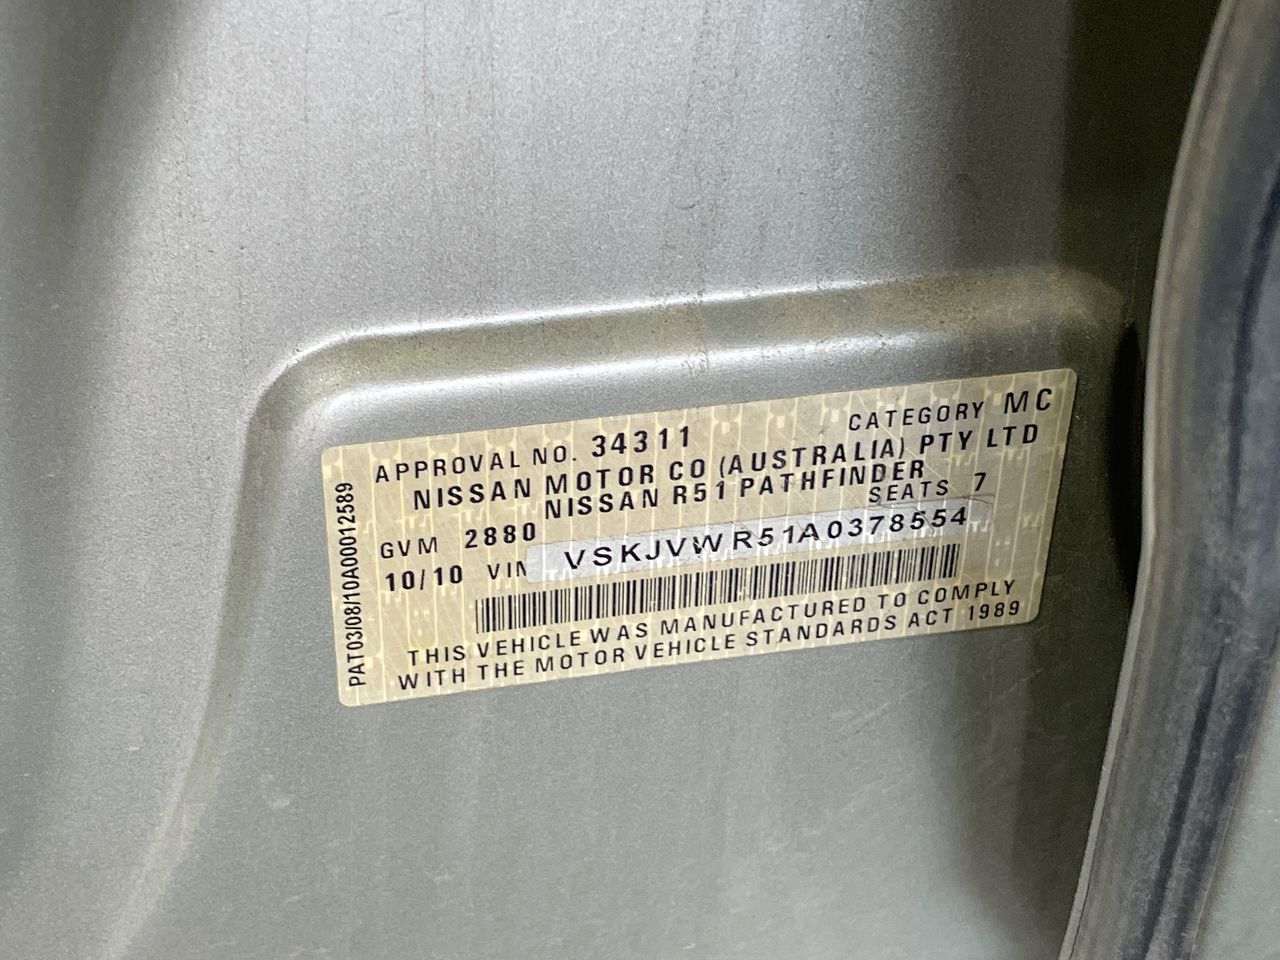 APPROVAL NO. 34311 CATEGORY MC
NISSAN MOTOR CO (AUSTRALIA) PTY LTD
NISSAN R51 PATHFINDER
GVM 2880 SEATS 7
10/10 VIN VSKJVWR51A0378554
THIS VEHICLE WAS MANUFACTURED TO COMPLY
WITH THE MOTOR VEHICLE STANDARDS ACT 1989
PAT03/08/10A00012589